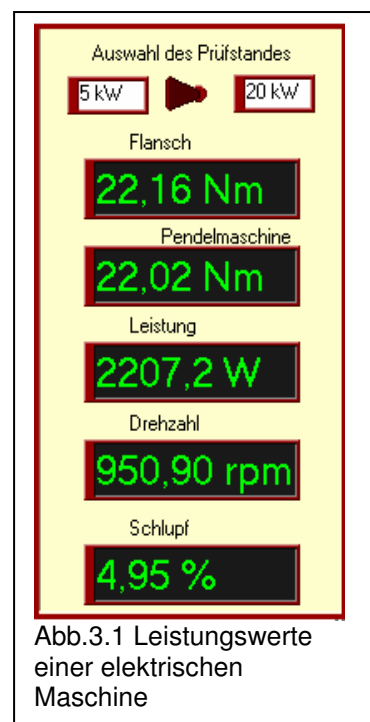 Auswahl des Prüfstandes
5 kW 20 kW
Flansch
22,16 Nm
Pendelmaschine
22,02 Nm
Leistung
2207,2 W
Drehzahl
950,90 rpm
Schlupf
4,95 %
Abb.3.1 Leistungswerte
einer elektrischen
Maschine